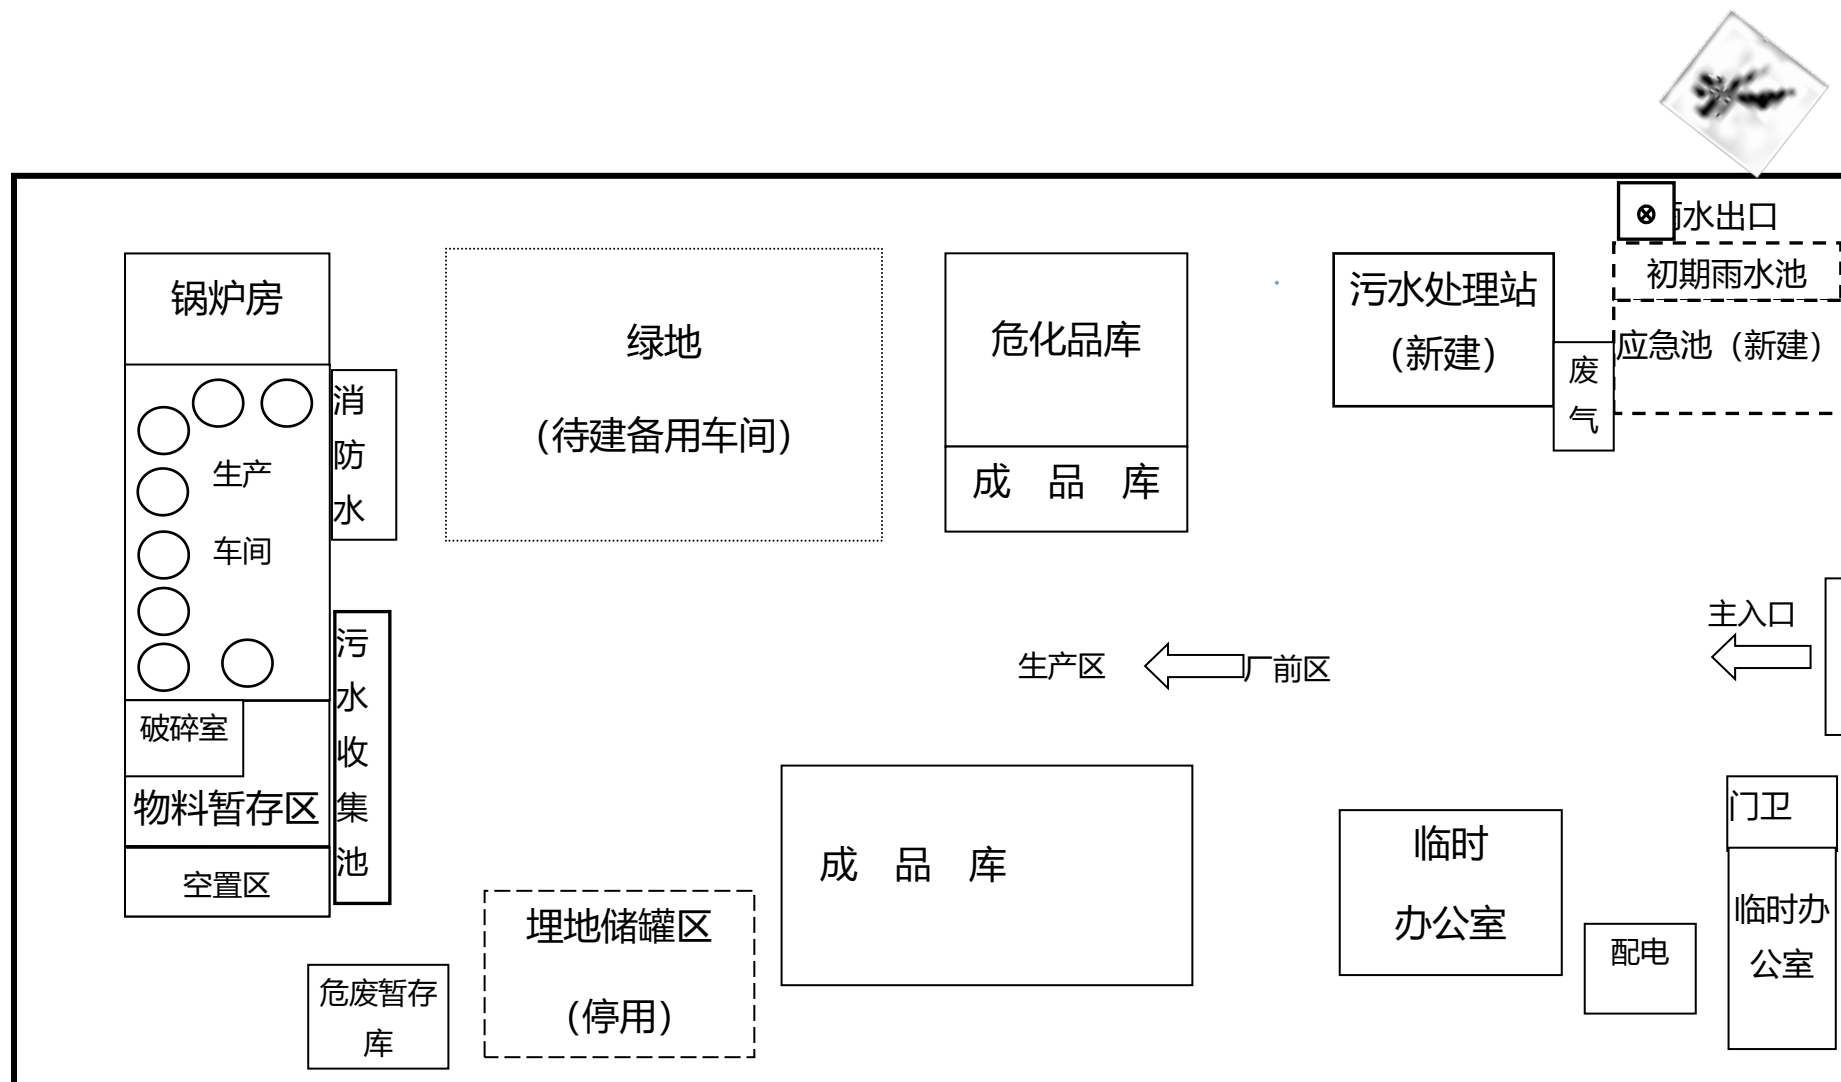 水出口
初期雨水池
应急池（新建）
锅炉房
绿地
（待建备用车间）
危化品库
成 品 库
污水处理站
（新建）
废
气
消
防
水
生产
车间
主入口
生产区
厂前区
污
水
收
集
池
破碎室
物料暂存区
空置区
成 品 库
临时
办公室
门卫
临时办
公室
配电
埋地储罐区
（停用）
危废暂存
库